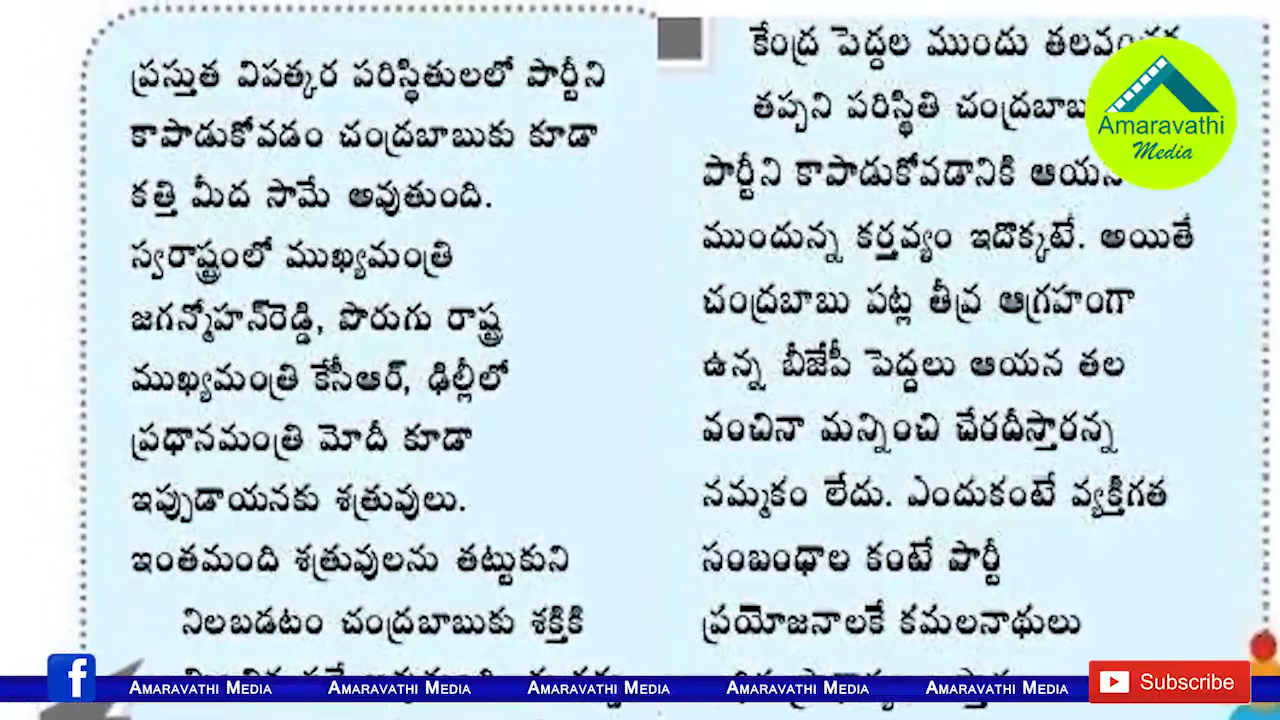 ప్రస్తుత విపత్కర పరిస్థితులలో పార్టీని
కాపాడుకోవడం చంద్రబాబుకు కూడా
కత్తి మీద సామే అవుతుంది.
స్వరాష్ట్రంలో ముఖ్యమంత్రి
జగన్మోహన్‌రెడ్డి, పొరుగు రాష్ట్ర
ముఖ్యమంత్రి కేసీఆర్, ఢిల్లీలో
ప్రధానమంత్రి మోదీ కూడా
ఇప్పుడాయనకు శత్రువులు.
ఇంతమంది శత్రువులను తట్టుకుని
నిలబడటం చంద్రబాబుకు శక్తికి
కేంద్ర పెద్దల ముందు
తప్పని పరిస్థితి
పార్టీని కాపాడుకోవడానికి ఆయన
ముందున్న కర్తవ్యం ఇదొక్కటే. అయితే
చంద్రబాబు పట్ల తీవ్ర ఆగ్రహంగా
ఉన్న బీజేపీ పెద్దలు ఆయన తల
వంచినా మన్నించి చేరదీస్తారన్న
నమ్మకం లేదు. ఎందుకంటే వ్యక్తిగత
సంబంధాల కంటే పార్టీ
ప్రయోజనాలకే కమలనాథులు
Amaravathi
Media
f Amaravathi Media Amaravathi Media Amaravathi Media Amaravathi Media Amaravathi Media Subscribe